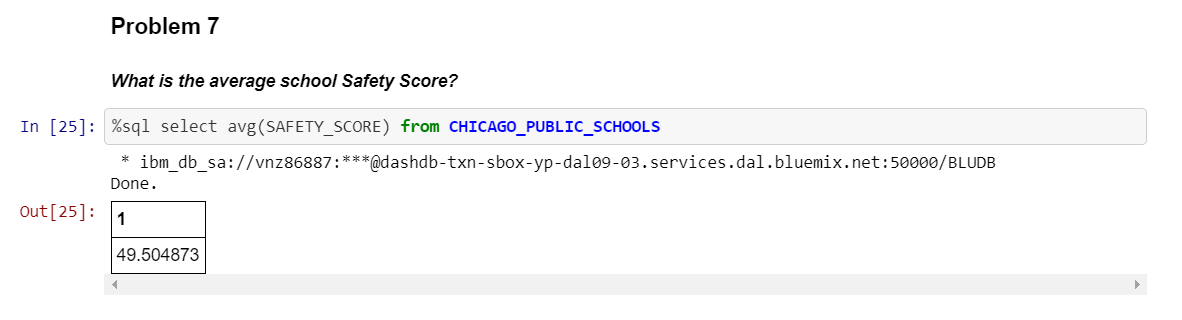 Problem 7
What is the average school Safety Score?
In [25]: %sql select avg(SAFETY_SCORE) from CHICAGO_PUBLIC_SCHOOLS
* ibm_db_sa://vnz86887:***@dashdb-txn-sbox-yp-dal09-03.services.dal.bluemix.net:50000/BLUDB
Done.
Out[25]: 1
49.504873